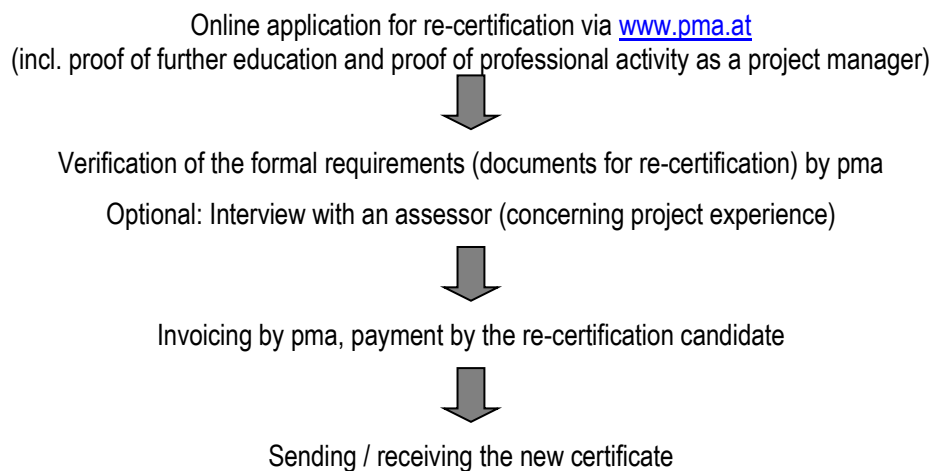 Online application for re-certification via www.pma.at
(incl. proof of further education and proof of professional activity as a project manager)
Verification of the formal requirements (documents for re-certification) by pma
Optional: Interview with an assessor (concerning project experience)
Invoicing by pma, payment by the re-certification candidate
Sending / receiving the new certificate